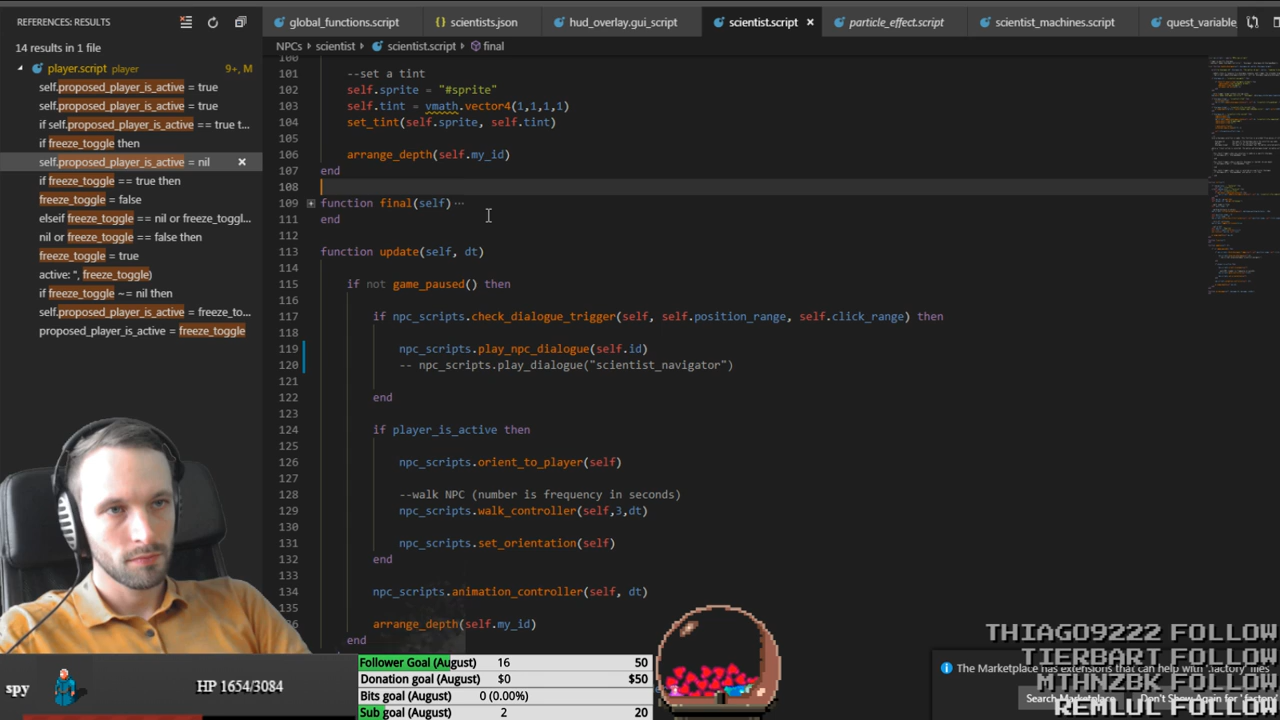 REFERENCES: RESULTS
14 results in 1 file
player.script player 9+, M
self.proposed_player_is_active = true
self.proposed_player_is_active = true
if self.proposed_player_is_active == true t...
if freeze_toggle then
self.proposed_player_is_active = nil
if freeze_toggle == true then
freeze_toggle = false
elseif freeze_toggle == nil or freeze_toggl...
nil or freeze_toggle == false then
freeze_toggle = true
active: ", freeze_toggle)
if freeze_toggle ~= nil then
self.proposed_player_is_active = freeze_to...
proposed_player_is_active = freeze_toggle
global_functions.script scientists.json hud_overlay.gui_script scientist.script particle_effect.script scientist_machines.script quest_variable
NPCs > scientist > scientist.script > final
100
101 --set a tint
102 self.sprite = "#sprite"
103 self.tint = vmath.vector4(1,1,1,1)
104 set_tint(self.sprite, self.tint)
105
106 arrange_depth(self.my_id)
107 end
108
109 function final(self) ...
111 end
112
113 function update(self, dt)
114
115 if not game_paused() then
116
117 if npc_scripts.check_dialogue_trigger(self, self.position_range, self.click_range) then
118
119 npc_scripts.play_npc_dialogue(self.id)
120 -- npc_scripts.play_dialogue("scientist_navigator")
121
122 end
123
124 if player_is_active then
125
126 npc_scripts.orient_to_player(self)
127
128 --walk NPC (number is frequency in seconds)
129 npc_scripts.walk_controller(self,3,dt)
130
131 npc_scripts.set_orientation(self)
132 end
133
134 npc_scripts.animation_controller(self, dt)
135
136 arrange_depth(self.my_id)
end
THIAGO9222 FOLLOW
TIERBART FOLLOW
FOLLOW
REMLUL FOLLOW
The Marketplace has extensions that can help with '.factory' files
Search Marketplace Don't Show Again for '.factory'
spy HP 1654/3084
Follower Goal (August) 16 50
Donation goal (August) $0 $50
Bits goal (August) 0 (0.00%)
Sub goal (August) 2 20